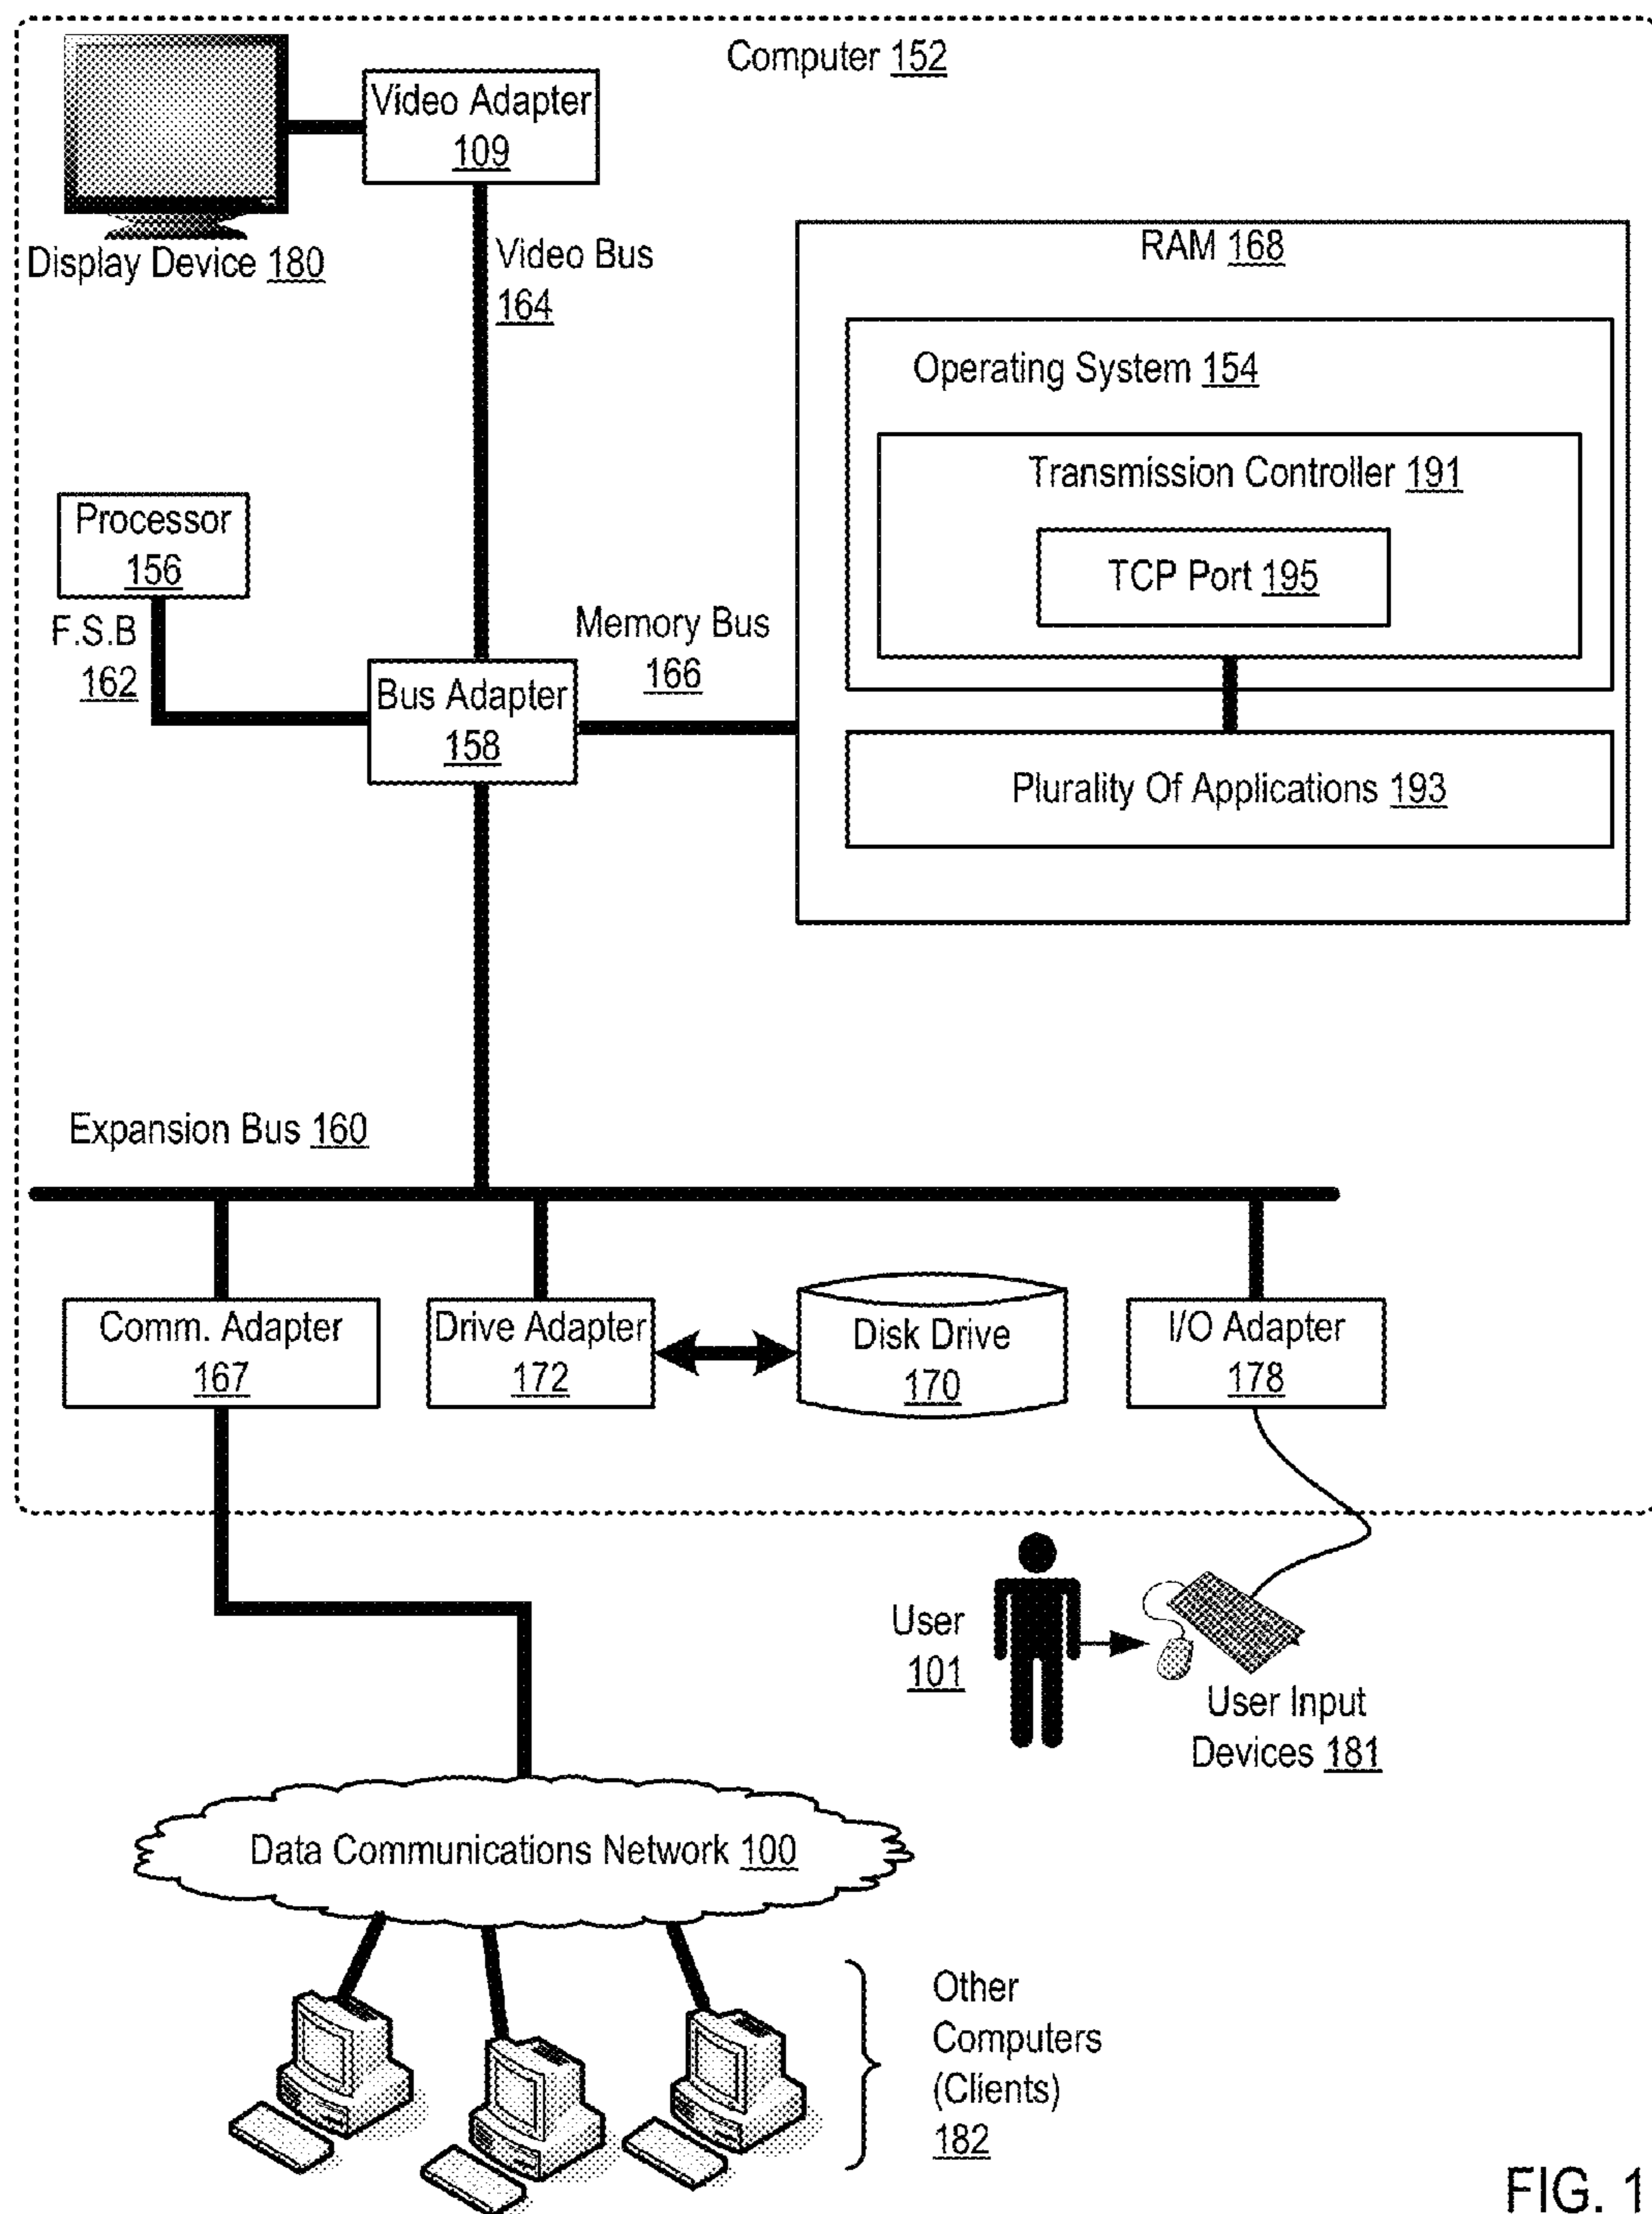 Computer 152
Video Adapter
109
Display Device 180
Video Bus
164
RAM 168
Operating System 154
Transmission Controller 191
TCP Port 195
Processor
156
F.S.B
162
Memory Bus
166
Bus Adapter
158
Plurality Of Applications 193
Expansion Bus 160
Comm. Adapter
167
Drive Adapter
172
Disk Drive
170
I/O Adapter
178
User
101
User Input
Devices 181
Data Communications Network 100
Other
Computers
(Clients)
182
FIG. 1